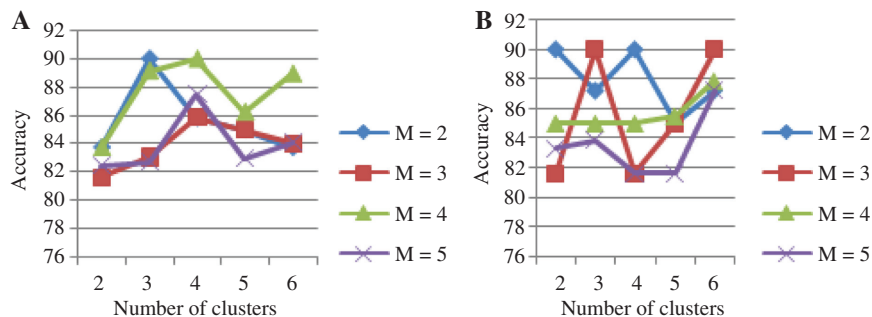 A
92
90
88
86
84
82
80
78
76
Accuracy
2 3 4 5 6
Number of clusters
M = 2
M = 3
M = 4
M = 5
B
92
90
88
86
84
82
80
78
76
Accuracy
2 3 4 5 6
Number of clusters
M = 2
M = 3
M = 4
M = 5